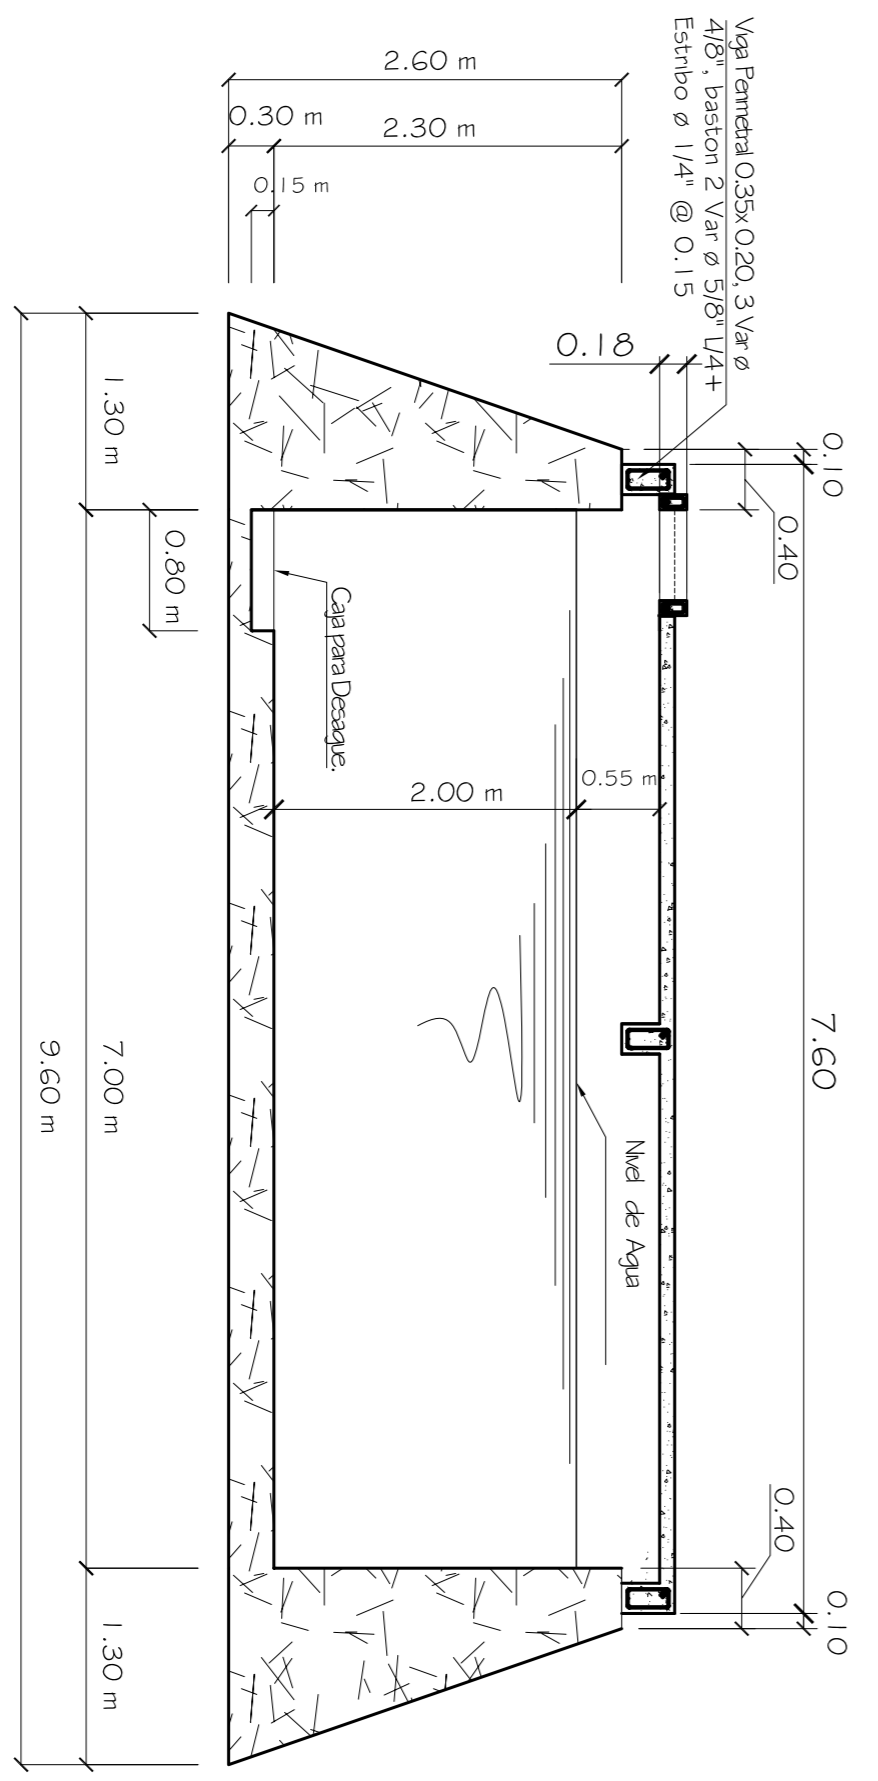 2.60 m
0.30 m
2.30 m
0.15 m
Viga Perimetral 0.35x 0.20, 3 Var ø
4/8", baston 2 Var ø 5/8" L/4+
Estribo ø 1/4" @ 0.15
0.18
0.10
0.40
7.60
0.40
0.10
1.30 m
0.80 m
Caja para Desague.
2.00 m
0.55 m
Nivel de Agua
7.00 m
9.60 m
1.30 m